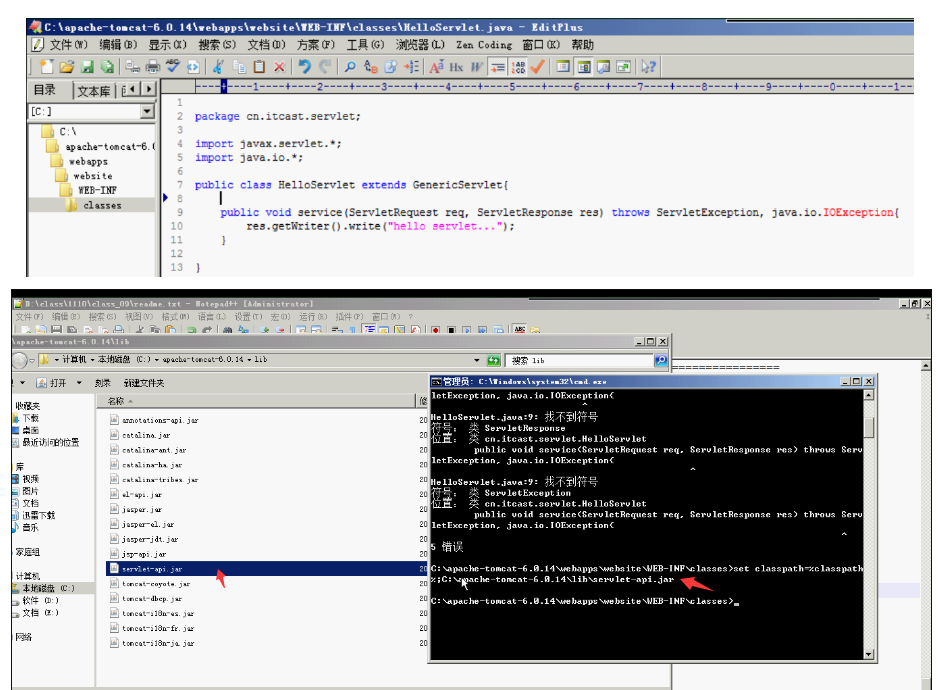 C:\apache-tomcat-6.0.14\webapps\website\WEB-INF\classes\HelloServlet.java - EditPlus
文件(F) 编辑(E) 显示(X) 搜索(S) 文档(D) 方案(P) 工具(G) 浏览器(L) Zen Coding 窗口(K) 帮助
目录 文本库
----+----1----+----2----+----3----+----4----+----5----+----6----+----7----+----8----+----9----+----0----+----1--
[C:]
C:\
apache-tomcat-6.(
webapps
website
WEB-INF
classes
1
2 package cn.itcast.servlet;
3
4 import javax.servlet.*;
5 import java.io.*;
6
7 public class HelloServlet extends GenericServlet{
8
9 public void service(ServletRequest req, ServletResponse res) throws ServletException, java.io.IOException{
10 res.getWriter().write("hello servlet...");
11 }
12
13 }
D:\class\1110\class_09\readme.txt - Notepad++ [Administrator]
文件(F) 编辑(E) 搜索(S) 视图(V) 格式(M) 语言(L) 设置(T) 宏(O) 运行(R) 插件(P) 窗口(W) ?
\apache-tomcat-6.0.14\lib
计算机 本地磁盘 (C:) apache-tomcat-6.0.14 lib
搜索 lib
打开 刻录 新建文件夹
名称
收藏夹
下载
桌面
最近访问的位置
库
视频
图片
文档
迅雷下载
音乐
家庭组
计算机
本地磁盘 (C:)
软件 (D:)
文档 (E:)
网络
annotations-api.jar
catalina.jar
catalina-ant.jar
catalina-ha.jar
catalina-tribes.jar
el-api.jar
jasper.jar
jasper-el.jar
jasper-jdt.jar
jsp-api.jar
servlet-api.jar
tomcat-coyote.jar
tomcat-dbcp.jar
tomcat-i18n-es.jar
tomcat-i18n-fr.jar
tomcat-i18n-ja.jar
管理员: C:\Windows\system32\cmd.exe
letException, java.io.IOException{
^
HelloServlet.java:9: 找不到符号
符号: 类 ServletResponse
位置: 类 cn.itcast.servlet.HelloServlet
public void service(ServletRequest req, ServletResponse res) throws Serv
letException, java.io.IOException{
^
HelloServlet.java:9: 找不到符号
符号: 类 ServletException
位置: 类 cn.itcast.servlet.HelloServlet
public void service(ServletRequest req, ServletResponse res) throws Serv
letException, java.io.IOException{
^
5 错误
C:\apache-tomcat-6.0.14\webapps\website\WEB-INF\classes>set classpath=%classpath
%;C:\apache-tomcat-6.0.14\lib\servlet-api.jar
C:\apache-tomcat-6.0.14\webapps\website\WEB-INF\classes>_